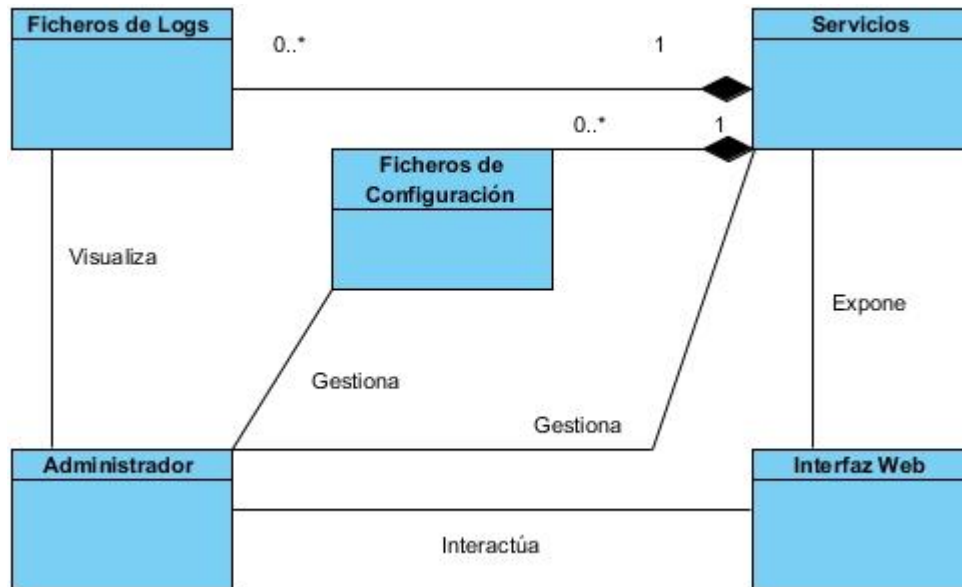 Ficheros de Logs
0..*
1
Servicios
0..*
1
Ficheros de
Configuración
Visualiza
Expone
Gestiona
Gestiona
Administrador
Interfaz Web
Interactúa